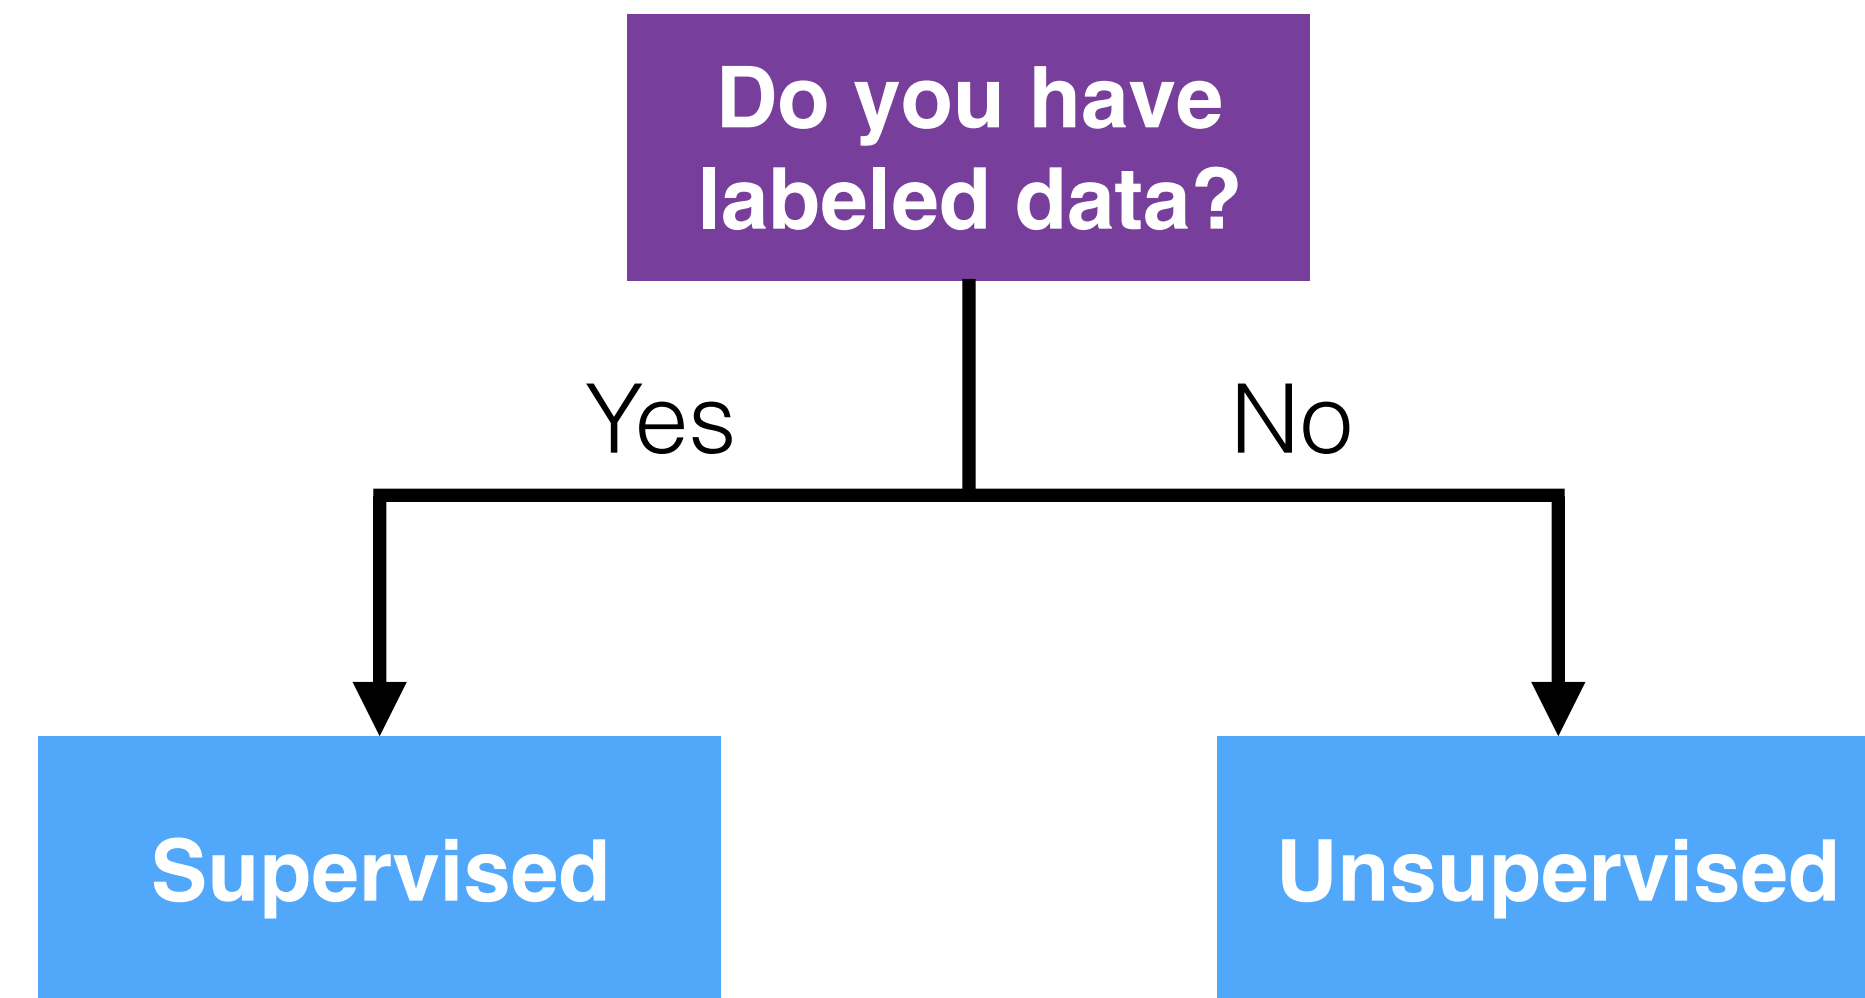 Do you have
labeled data?
Yes
No
Supervised
Unsupervised